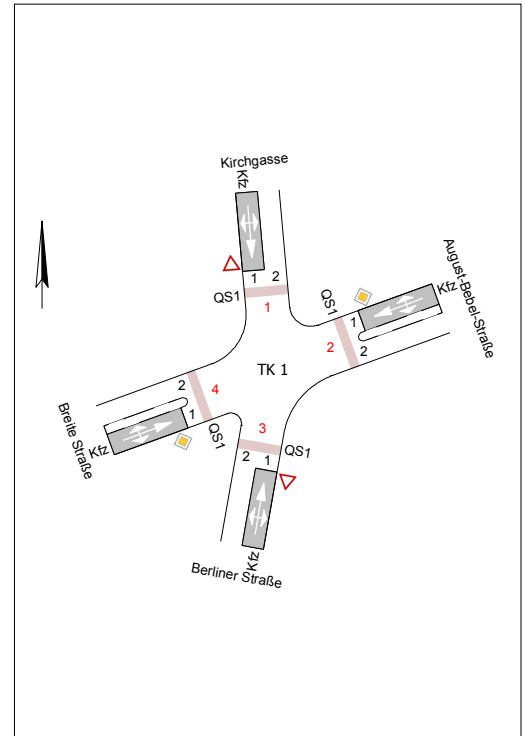 Kirchgasse
Kfz
1 2
QS1
1
August-Bebel-Straße
Kfz
QS1
1
2
2
TK 1
2
4
1
QS1
Kfz
Breite Straße
3
QS1
2 1
Kfz
Berliner Straße